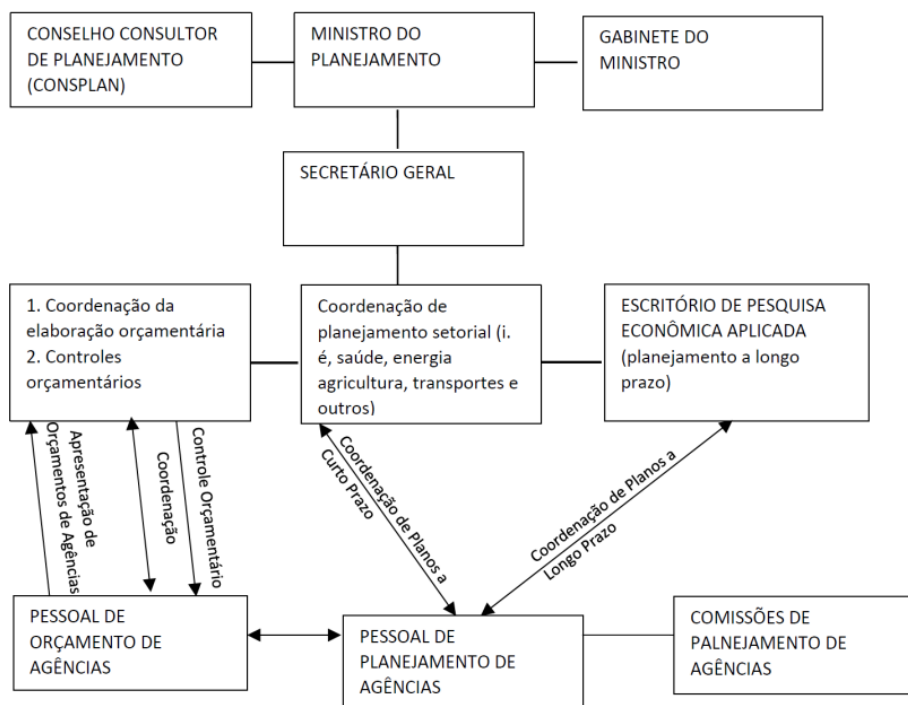 CONSELHO CONSULTOR
DE PLANEJAMENTO
(CONSPLAN)
MINISTRO DO
PLANEJAMENTO
GABINETE DO
MINISTRO
SECRETÁRIO GERAL
1. Coordenação da
elaboração orçamentária
2. Controles
orçamentários
Coordenação de
planejamento setorial (i.
é, saúde, energia
agricultura, transportes e
outros)
ESCRITÓRIO DE PESQUISA
ECONÔMICA APLICADA
(planejamento a longo
prazo)
Apresentação de
Orçamentos de Agências
Coordenação
Controle Orçamentário
Coordenação de Planos a
Curto Prazo
Coordenação de Planos a
Longo Prazo
PESSOAL DE
ORÇAMENTO DE
AGÊNCIAS
PESSOAL DE
PLANEJAMENTO DE
AGÊNCIAS
COMISSÕES DE
PALNEJAMENTO DE
AGÊNCIAS